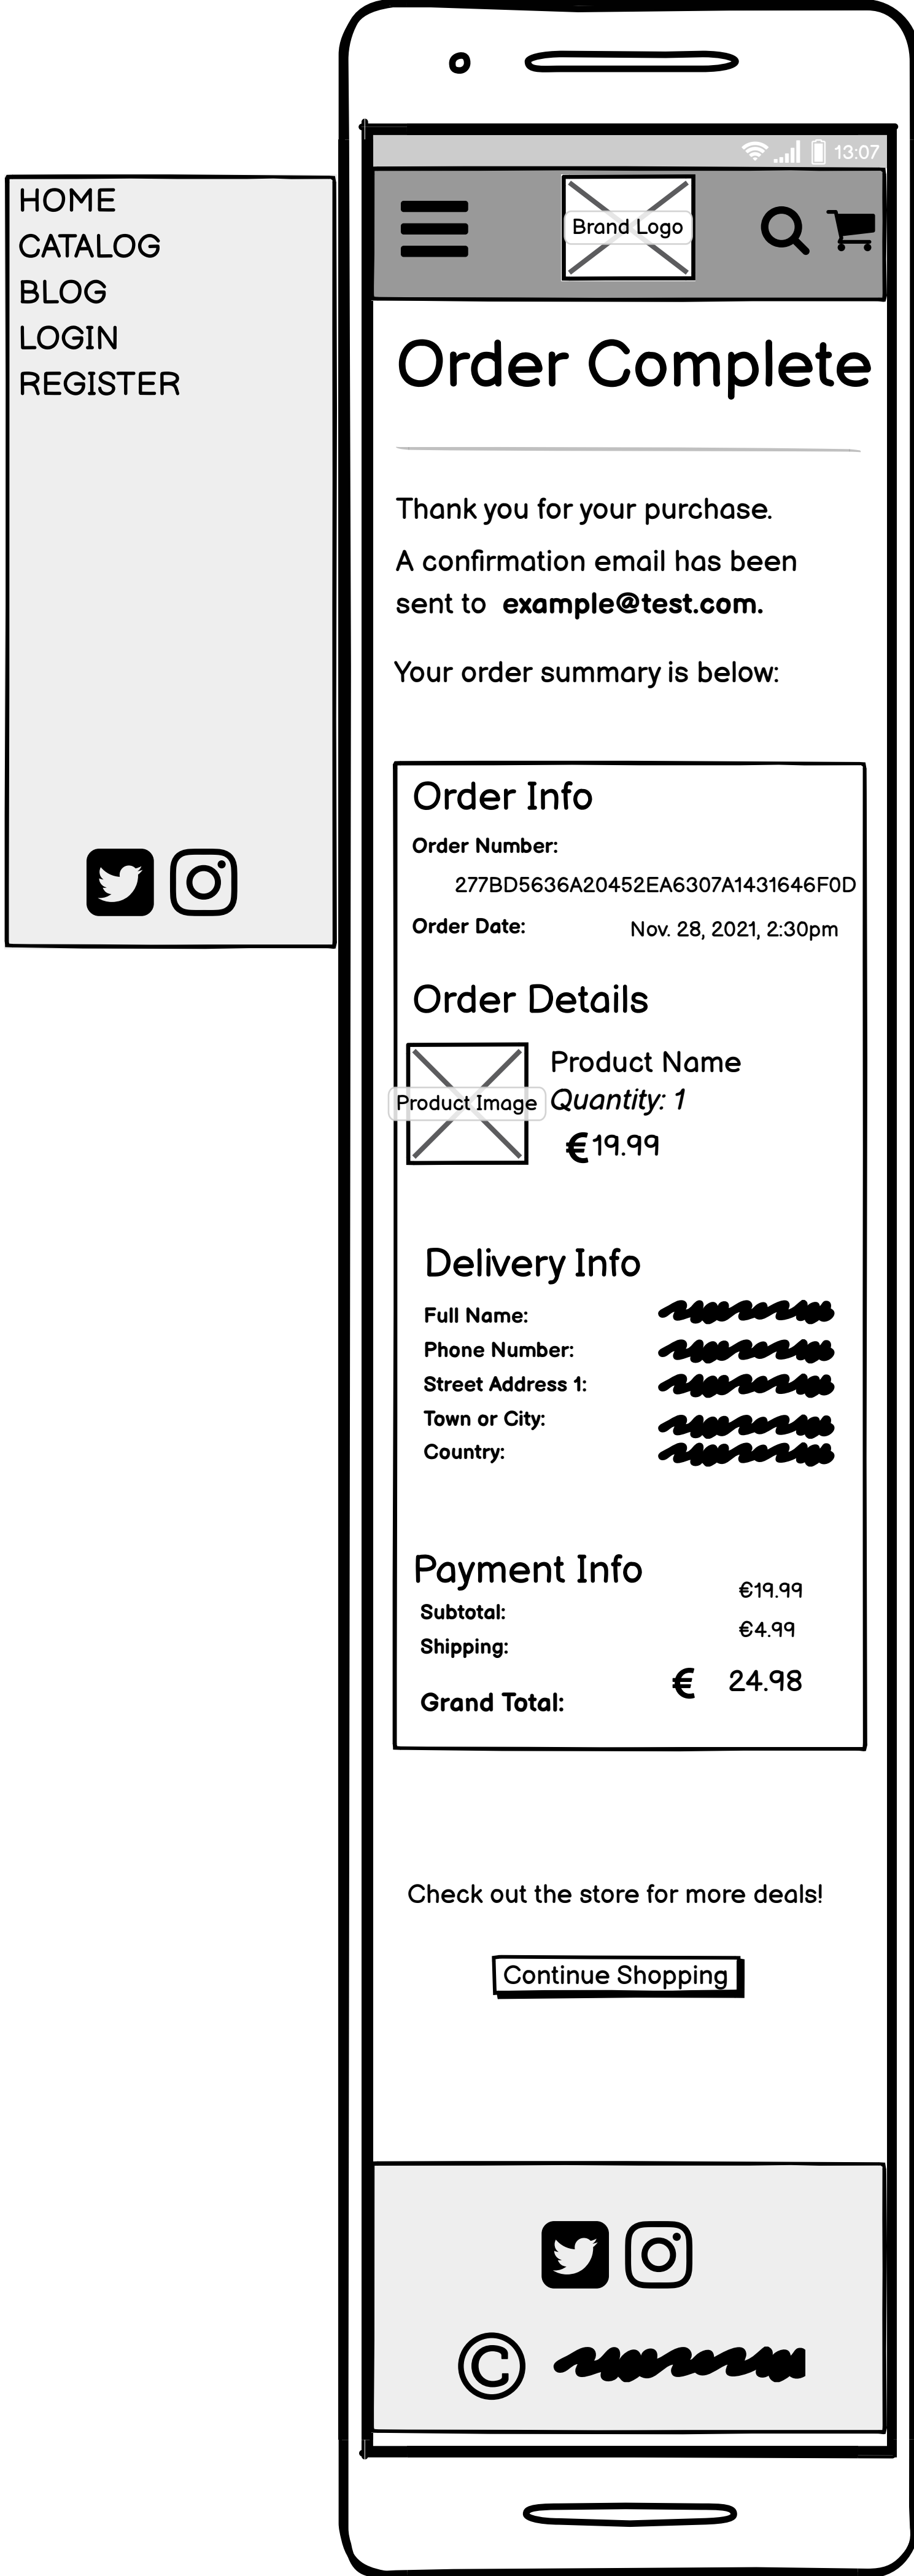 HOME
CATALOG
BLOG
LOGIN
REGISTER
13:07
Brand Logo
Order Complete
Thank you for your purchase.
A confirmation email has been
sent to example@test.com.
Your order summary is below:
Order Info
Order Number:
277BD5636A20452EA6307A1431646F0D
Order Date: Nov. 28, 2021, 2:30pm
Order Details
Product Image
Product Name
Quantity: 1
€19.99
Delivery Info
Full Name:
Phone Number:
Street Address 1:
Town or City:
Country:
Payment Info
Subtotal: €19.99
Shipping: €4.99
Grand Total: € 24.98
Check out the store for more deals!
Continue Shopping
©